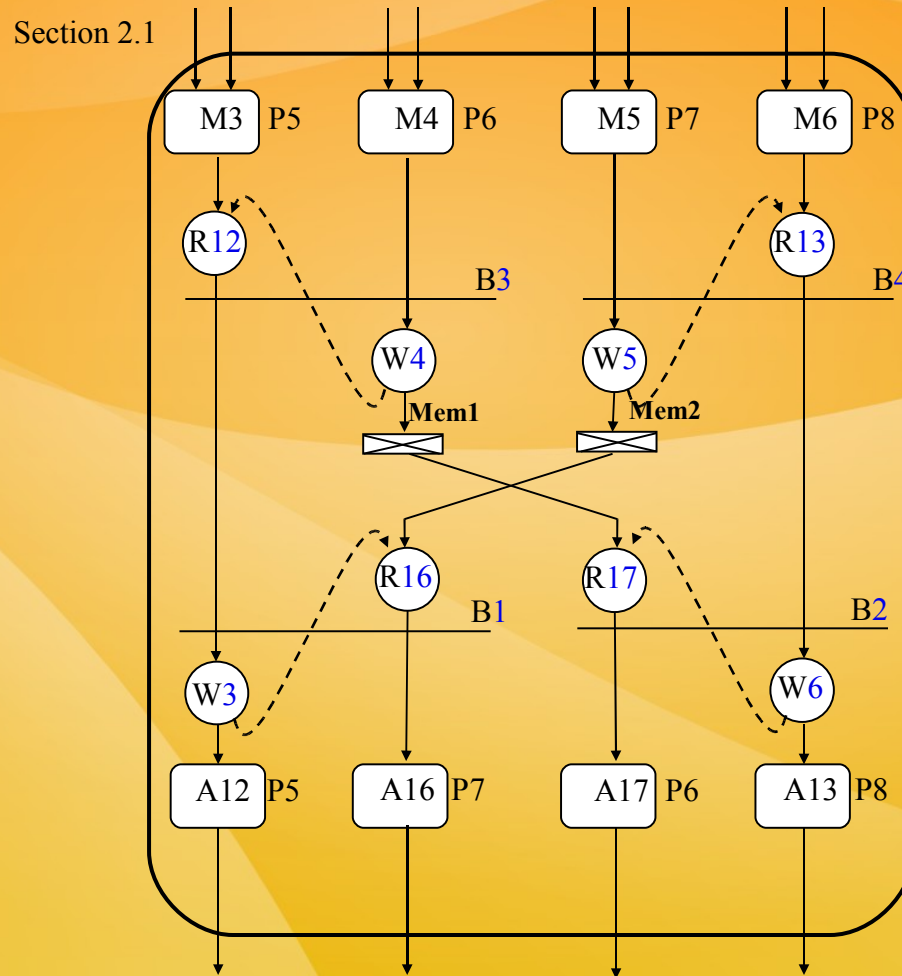 Section 2.1
M3 P5 M4 P6 M5 P7 M6 P8
R12 R13
B3 B4
W4 W5
Mem1 Mem2
R16 R17
B1 B2
W3 W6
A12 P5 A16 P7 A17 P6 A13 P8